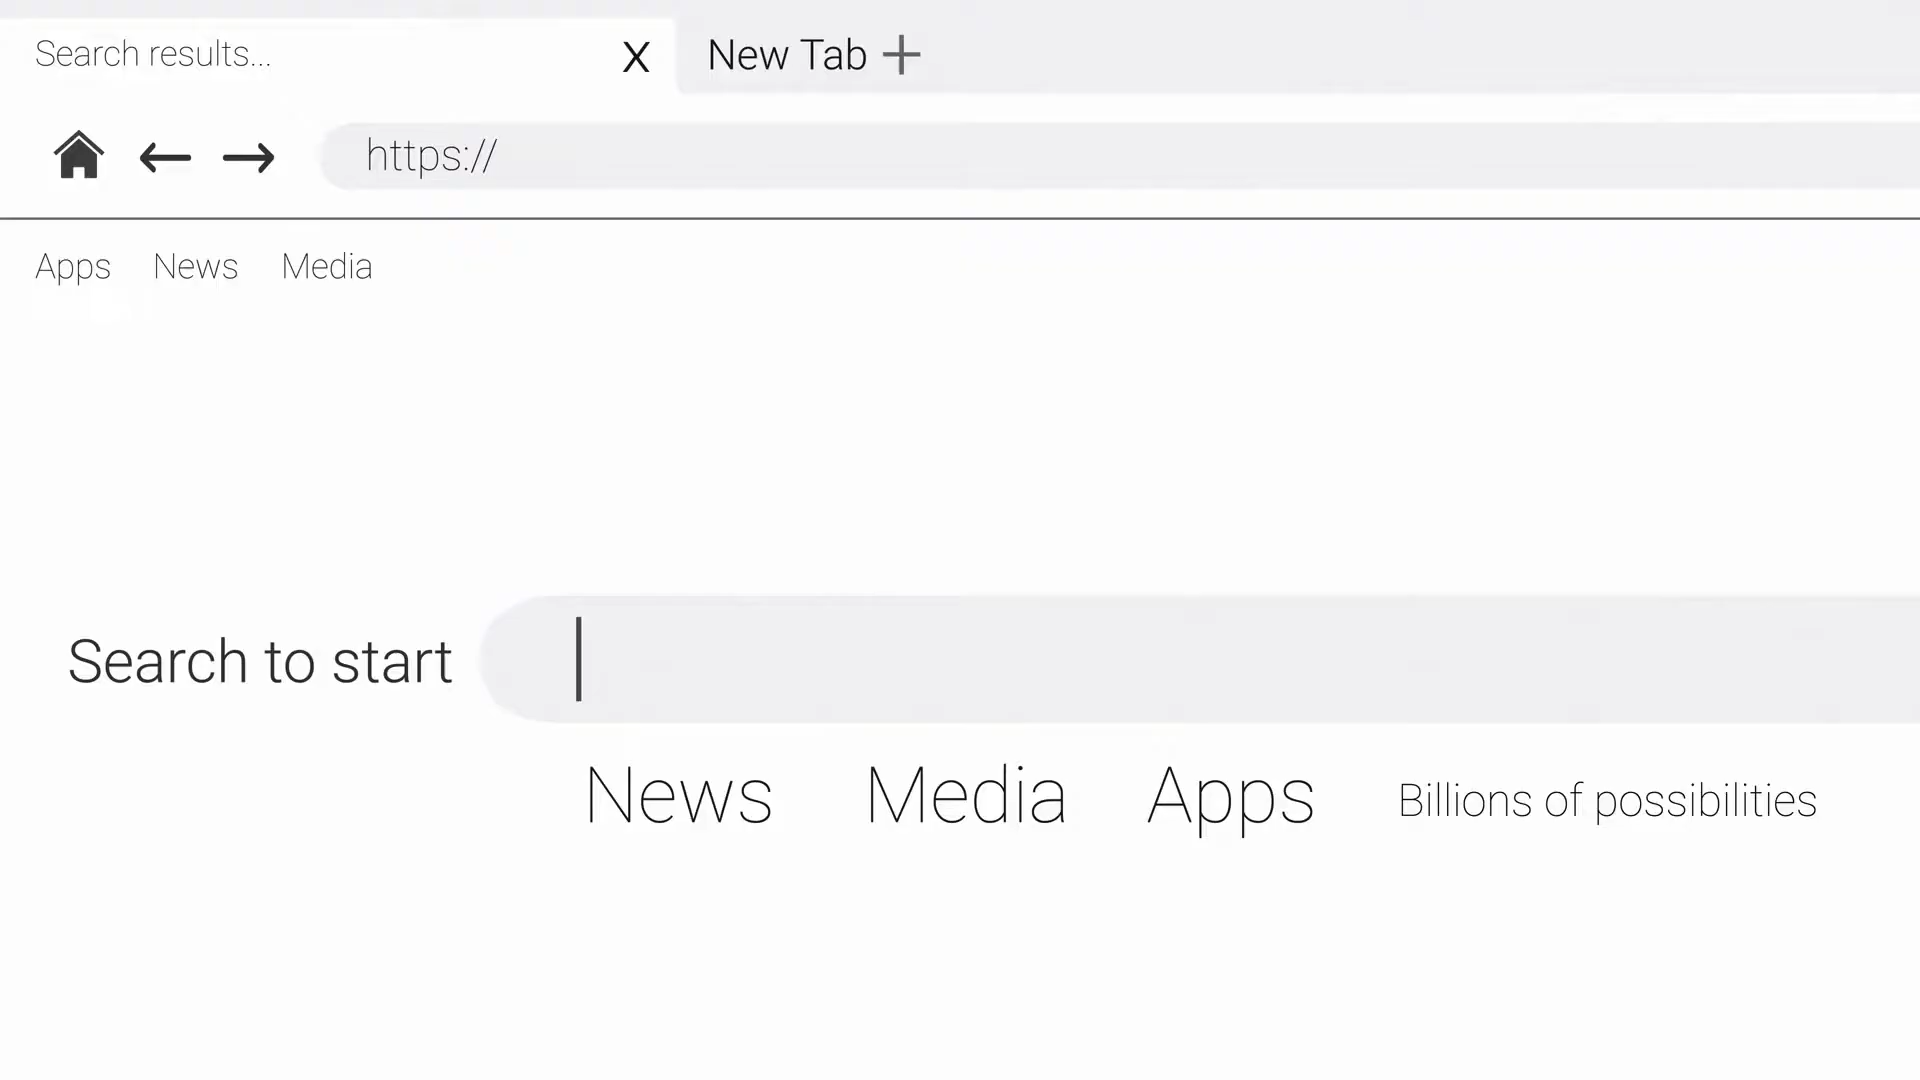 Search results... X New Tab +
https://
Apps News Media
Search to start
News Media Apps Billions of possibilities